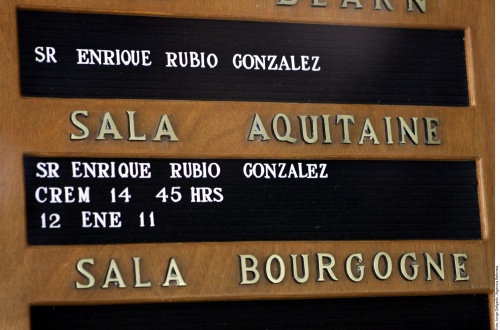 BEARN
SR ENRIQUE RUBIO GONZALEZ
SALA AQUITAINE
SR ENRIQUE RUBIO GONZALEZ
CREM 14 45 HRS
12 ENE 11
SALA BOURGOGNE